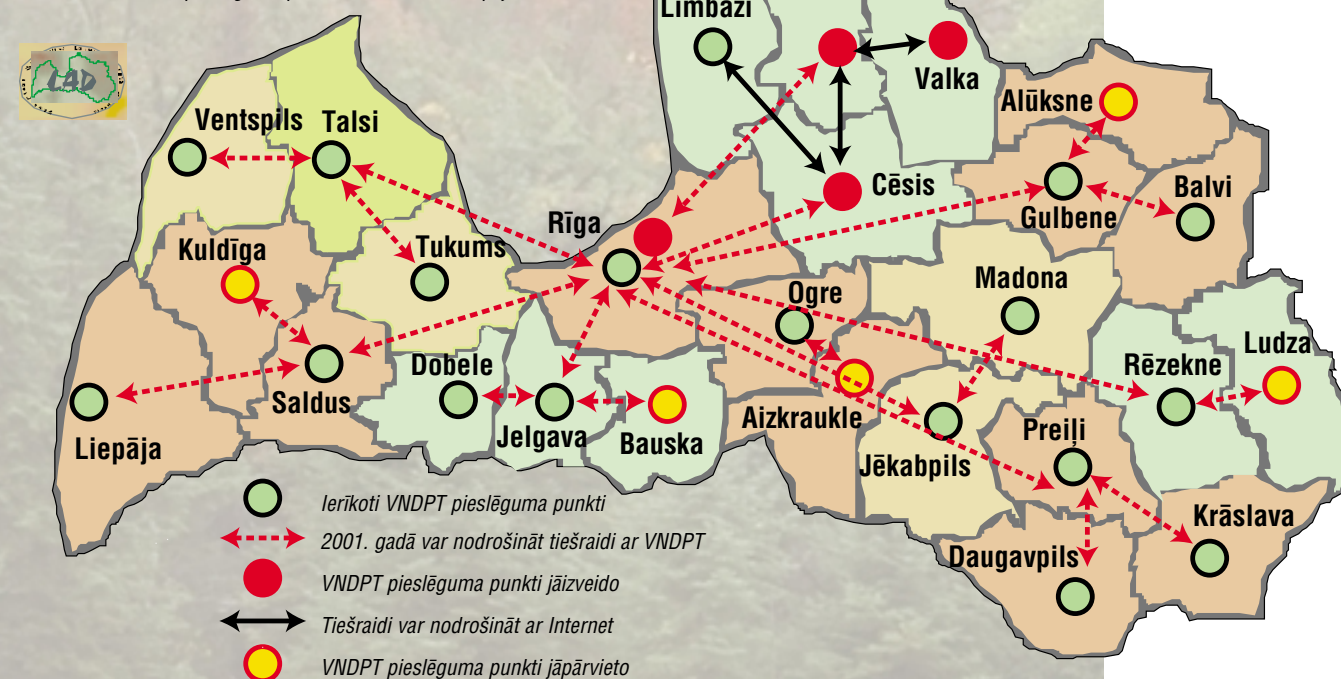 Limbaži
Valka
Alūksne
Ventspils
Talsi
Cēsis
Balvi
Rīga
Gulbene
Kuldīga
Tukums
Madona
Ogre
Ludza
Dobele
Rēzekne
Saldus
Aizkraukle
Jelgava
Bauska
Preiļi
Liepāja
Jēkabpils
Krāslava
Daugavpils
LAD
Ierīkoti VNDPT pieslēguma punkti
2001. gadā var nodrošināt tiešraidi ar VNDPT
VNDPT pieslēguma punkti jāizveido
Tiešraidi var nodrošināt ar Internet
VNDPT pieslēguma punkti jāpārvieto